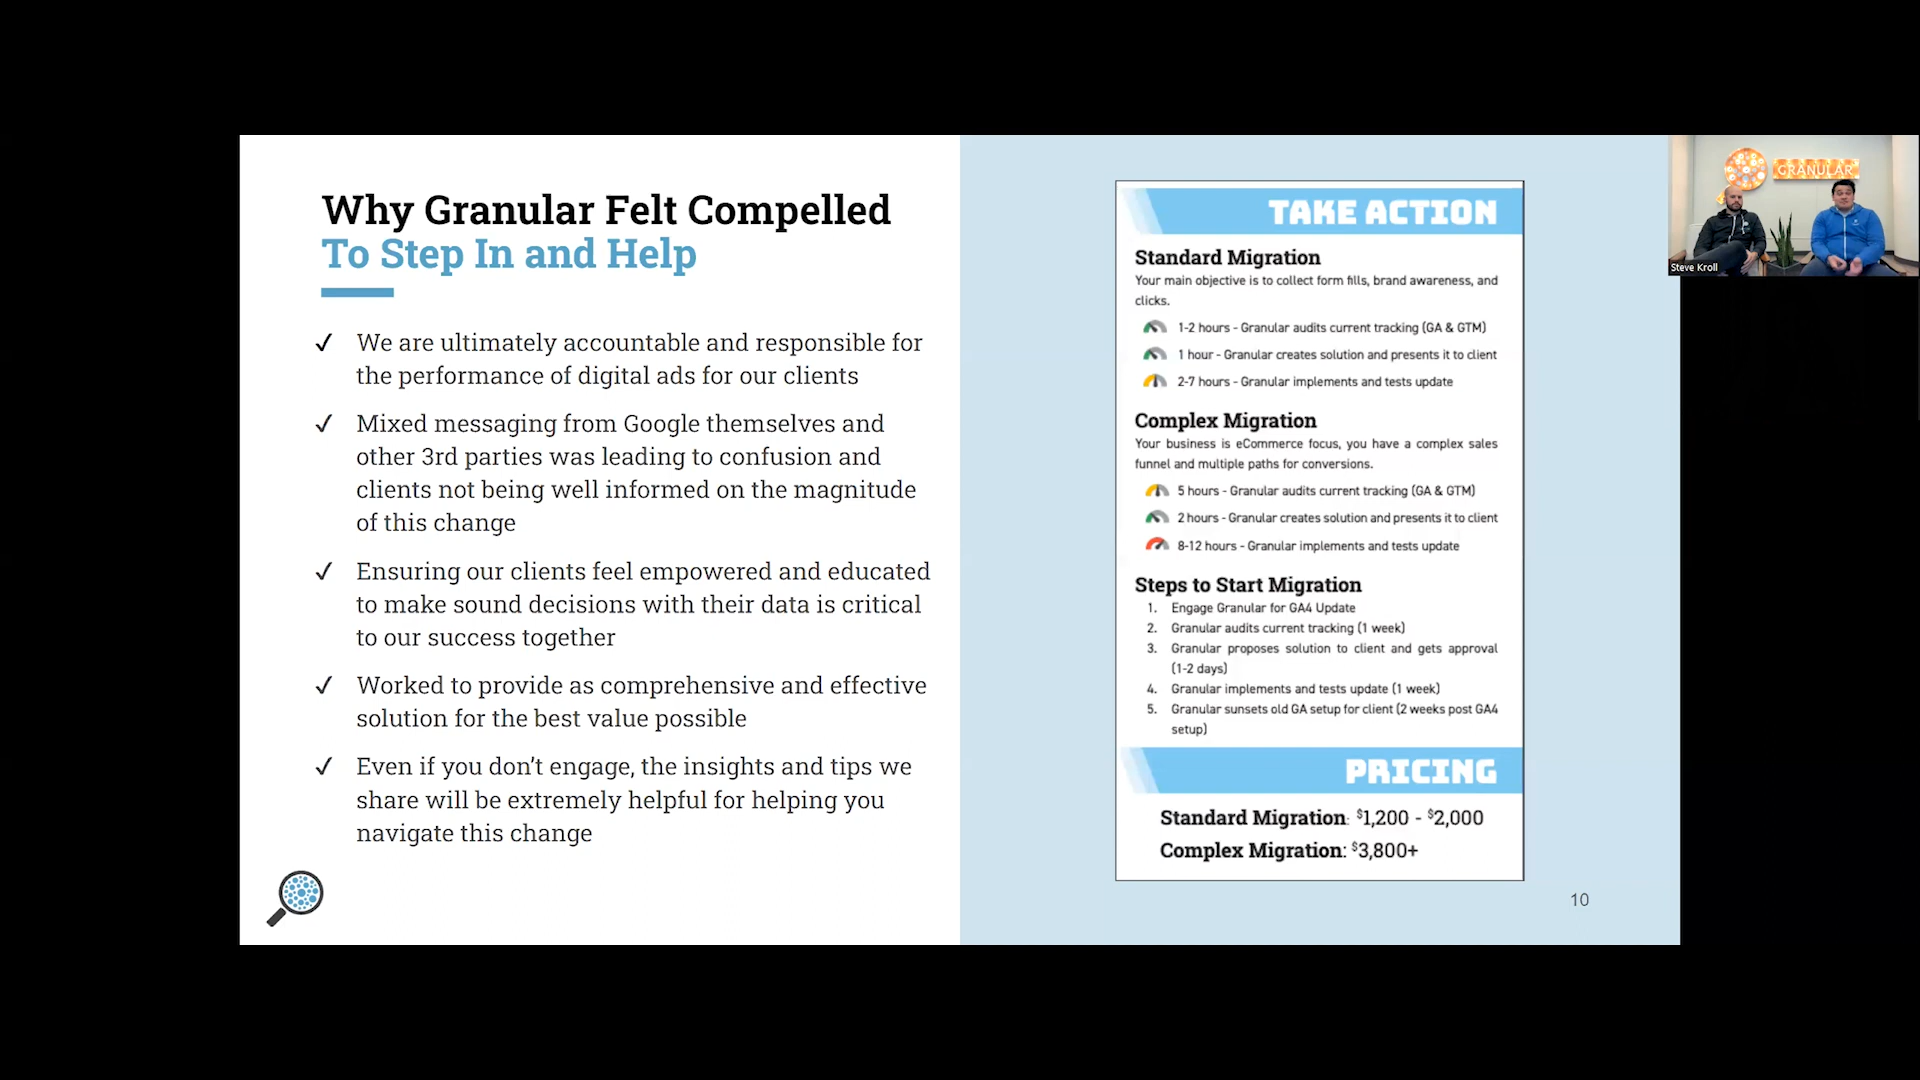 Why Granular Felt Compelled
To Step In and Help
✓ We are ultimately accountable and responsible for
the performance of digital ads for our clients
✓ Mixed messaging from Google themselves and
other 3rd parties was leading to confusion and
clients not being well informed on the magnitude
of this change
✓ Ensuring our clients feel empowered and educated
to make sound decisions with their data is critical
to our success together
✓ Worked to provide as comprehensive and effective
solution for the best value possible
✓ Even if you don’t engage, the insights and tips we
share will be extremely helpful for helping you
navigate this change
TAKE ACTION
Standard Migration
Your main objective is to collect form fills, brand awareness, and
clicks.
1-2 hours - Granular audits current tracking (GA & GTM)
1 hour - Granular creates solution and presents it to client
2-7 hours - Granular implements and tests update
Complex Migration
Your business is eCommerce focus, you have a complex sales
funnel and multiple paths for conversions.
5 hours - Granular audits current tracking (GA & GTM)
2 hours - Granular creates solution and presents it to client
8-12 hours - Granular implements and tests update
Steps to Start Migration
1. Engage Granular for GA4 Update
2. Granular audits current tracking (1 week)
3. Granular proposes solution to client and gets approval
(1-2 days)
4. Granular implements and tests update (1 week)
5. Granular sunsets old GA setup for client (2 weeks post GA4
setup)
PRICING
Standard Migration: $1,200 - $2,000
Complex Migration: $3,800+
10
GRANULAR
Steve Kroll